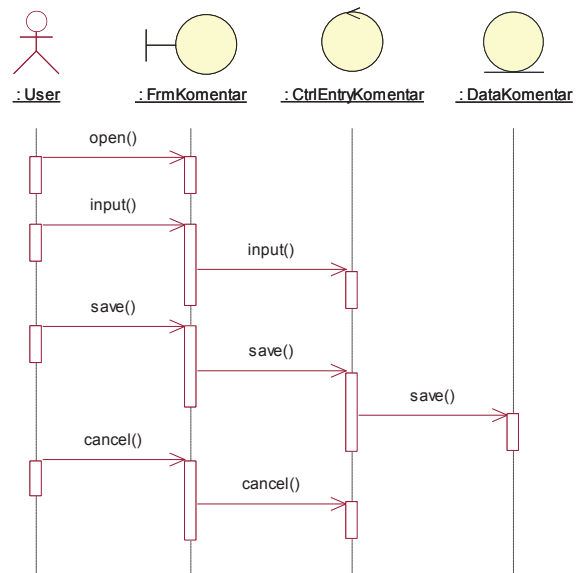 : User
: FrmKomentar
: CtrlEntryKomentar
: DataKomentar
open()
input()
input()
save()
save()
save()
cancel()
cancel()